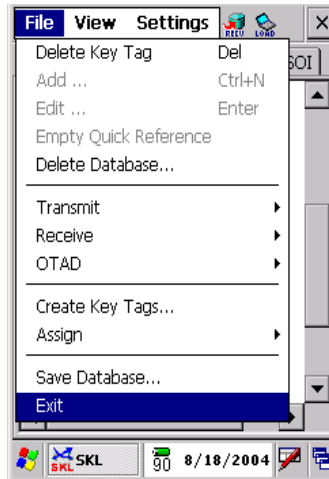 File View Settings RECV LOAD X
Delete Key Tag Del
SOI
Add ... Ctrl+N
Edit ... Enter
Empty Quick Reference
Delete Database...
Transmit
Receive
OTAD
Create Key Tags...
Assign
Save Database...
Exit
SKL SKL 90 8/18/2004